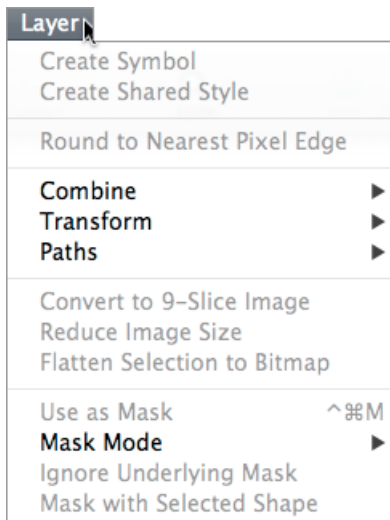 Layer
Create Symbol
Create Shared Style
Round to Nearest Pixel Edge
Combine ▶
Transform ▶
Paths ▶
Convert to 9-Slice Image
Reduce Image Size
Flatten Selection to Bitmap
Use as Mask ^⌘M
Mask Mode ▶
Ignore Underlying Mask
Mask with Selected Shape